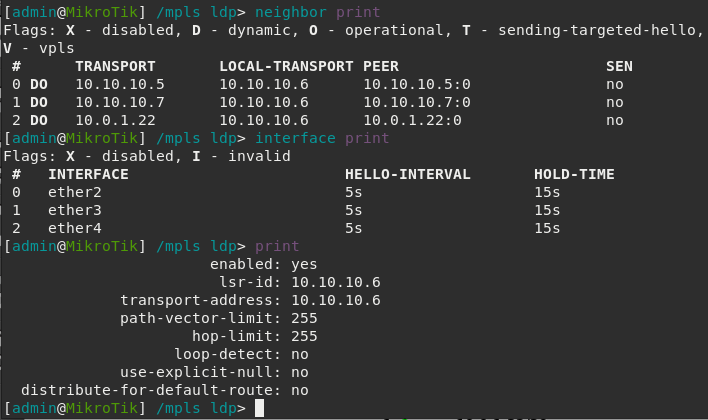 [admin@MikroTik] /mpls ldp> neighbor print
Flags: X - disabled, D - dynamic, O - operational, T - sending-targeted-hello,
V - vpls
# TRANSPORT LOCAL-TRANSPORT PEER SEN
0 DO 10.10.10.5 10.10.10.6 10.10.10.5:0 no
1 DO 10.10.10.7 10.10.10.6 10.10.10.7:0 no
2 DO 10.0.1.22 10.10.10.6 10.0.1.22:0 no
[admin@MikroTik] /mpls ldp> interface print
Flags: X - disabled, I - invalid
# INTERFACE HELLO-INTERVAL HOLD-TIME
0 ether2 5s 15s
1 ether3 5s 15s
2 ether4 5s 15s
[admin@MikroTik] /mpls ldp> print
enabled: yes
lsr-id: 10.10.10.6
transport-address: 10.10.10.6
path-vector-limit: 255
hop-limit: 255
loop-detect: no
use-explicit-null: no
distribute-for-default-route: no
[admin@MikroTik] /mpls ldp>